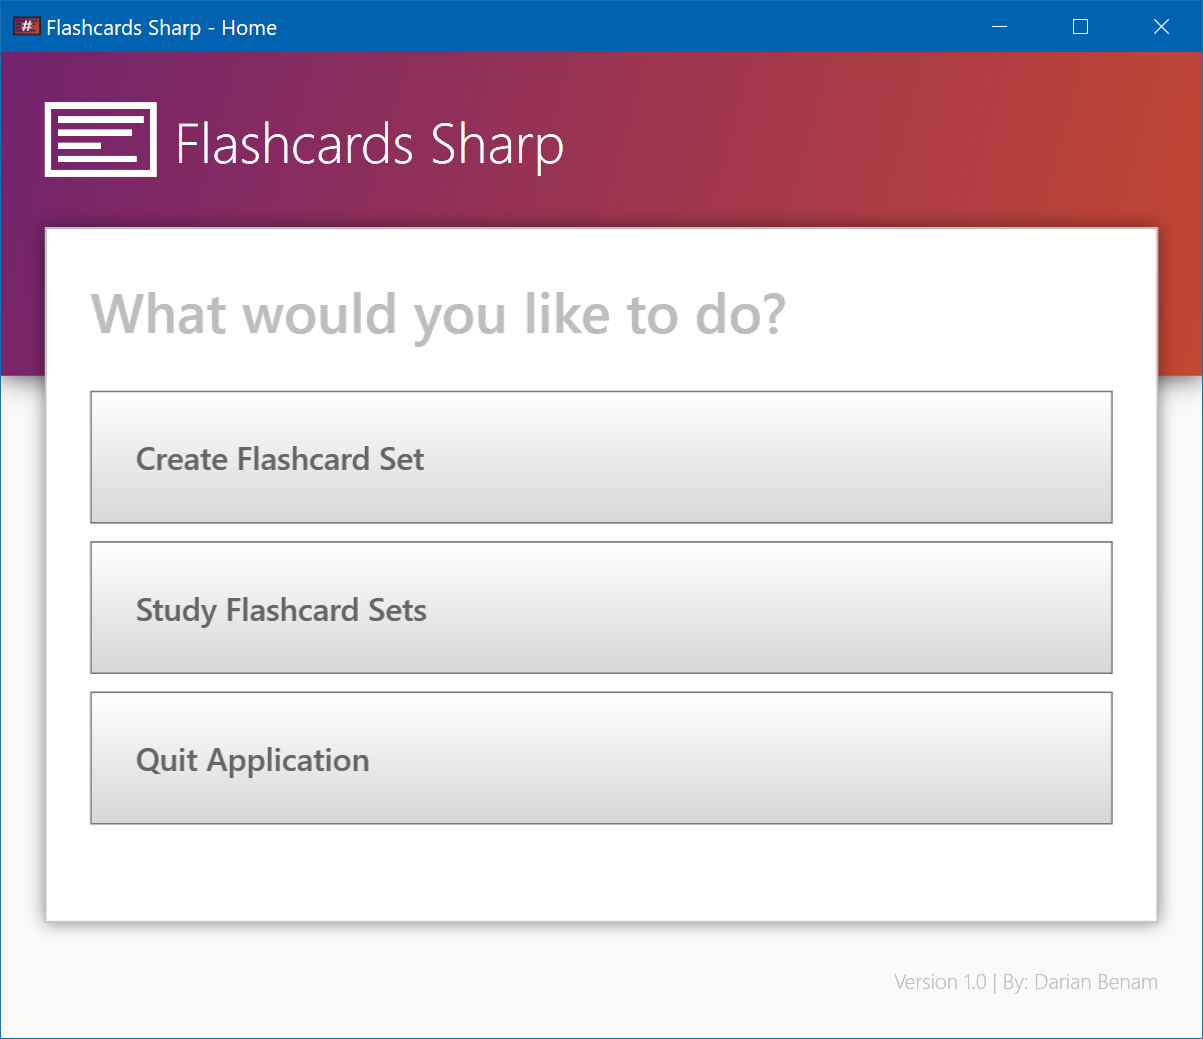 # Flashcards Sharp - Home
Flashcards Sharp
What would you like to do?
Create Flashcard Set
Study Flashcard Sets
Quit Application
Version 1.0 | By: Darian Benam